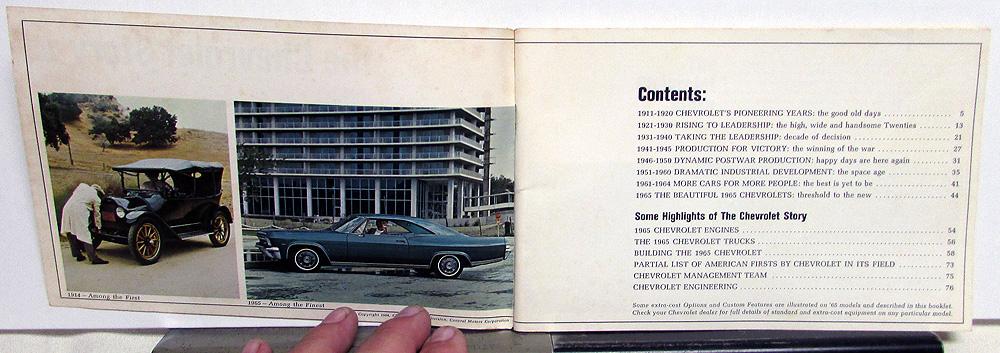 1914—Among the First
1965—Among the Finest
Copyright 1964, Division, General Motors Corporation
Contents:
1911-1920 CHEVROLET'S PIONEERING YEARS: the good old days 5
1921-1930 RISING TO LEADERSHIP: the high, wide and handsome Twenties 13
1931-1940 TAKING THE LEADERSHIP: decade of decision 21
1941-1945 PRODUCTION FOR VICTORY: the winning of the war 27
1946-1950 DYNAMIC POSTWAR PRODUCTION: happy days are here again 31
1951-1960 DRAMATIC INDUSTRIAL DEVELOPMENT: the space age 35
1961-1964 MORE CARS FOR MORE PEOPLE: the best is yet to be 41
1965 THE BEAUTIFUL 1965 CHEVROLETS: threshold to the new 44
Some Highlights of The Chevrolet Story
1965 CHEVROLET ENGINES 54
THE 1965 CHEVROLET TRUCKS 56
BUILDING THE 1965 CHEVROLET 58
PARTIAL LIST OF AMERICAN FIRSTS BY CHEVROLET IN ITS FIELD 73
CHEVROLET MANAGEMENT TEAM 75
CHEVROLET ENGINEERING 76
Some extra-cost Options and Custom Features are illustrated on '65 models and described in this booklet.
Check your Chevrolet dealer for full details of standard and extra-cost equipment on any particular model.